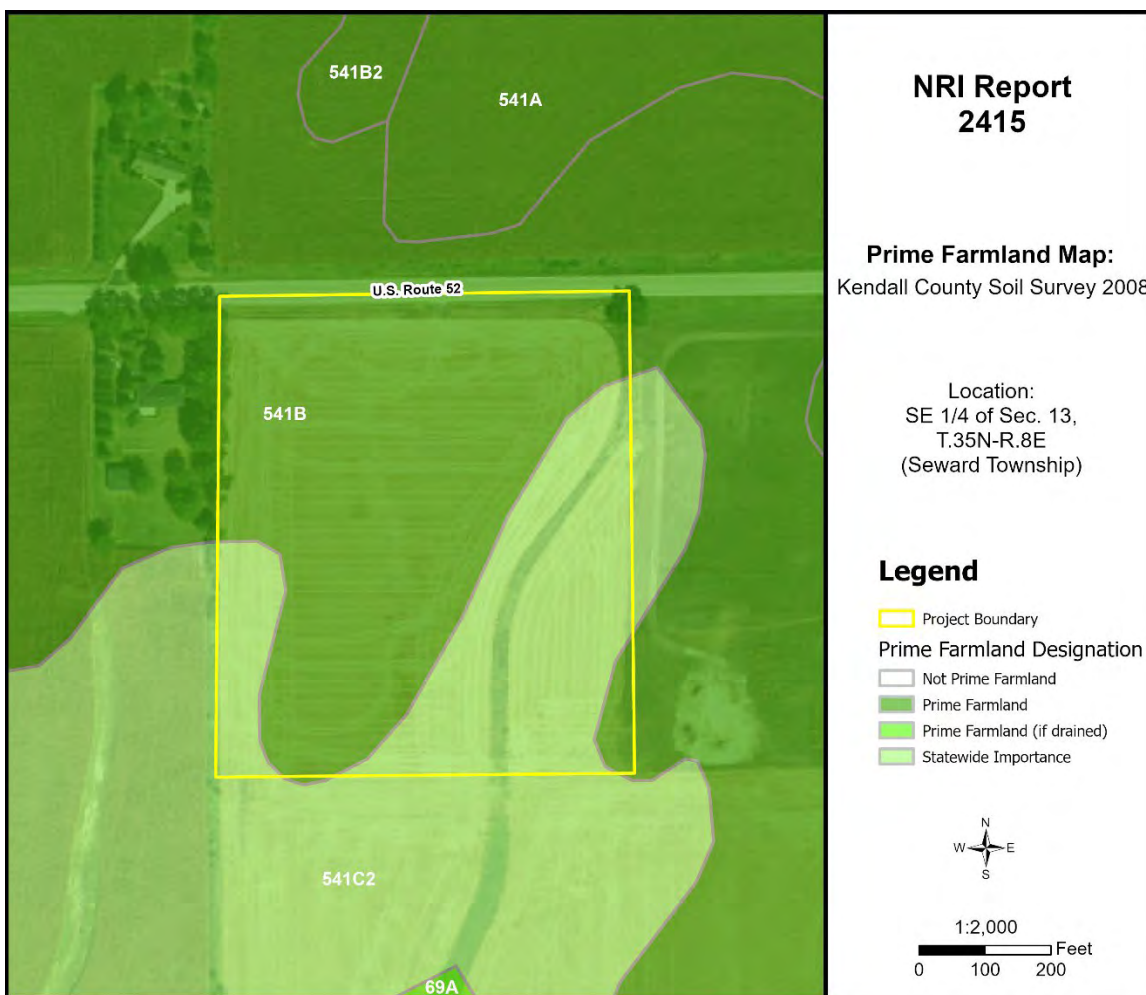 541B2
541A
U.S. Route 52
541B
541C2
69A
NRI Report
2415
Prime Farmland Map:
Kendall County Soil Survey 2008
Location:
SE 1/4 of Sec. 13,
T.35N-R.8E
(Seward Township)
Legend
Project Boundary
Prime Farmland Designation
Not Prime Farmland
Prime Farmland
Prime Farmland (if drained)
Statewide Importance
N
W E
S
1:2,000
Feet
0 100 200